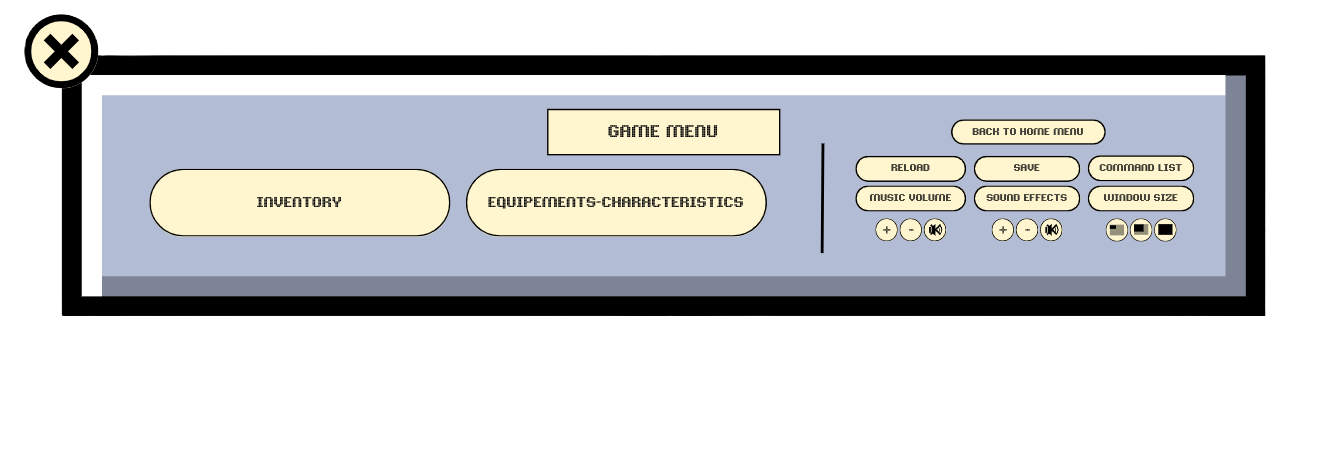 GAME MENU
INVENTORY
EQUIPEMENTS-CHARACTERISTICS
BACK TO HOME MENU
RELOAD
SAVE
COMMAND LIST
MUSIC VOLUME
SOUND EFFECTS
WINDOW SIZE
+ -
+ -